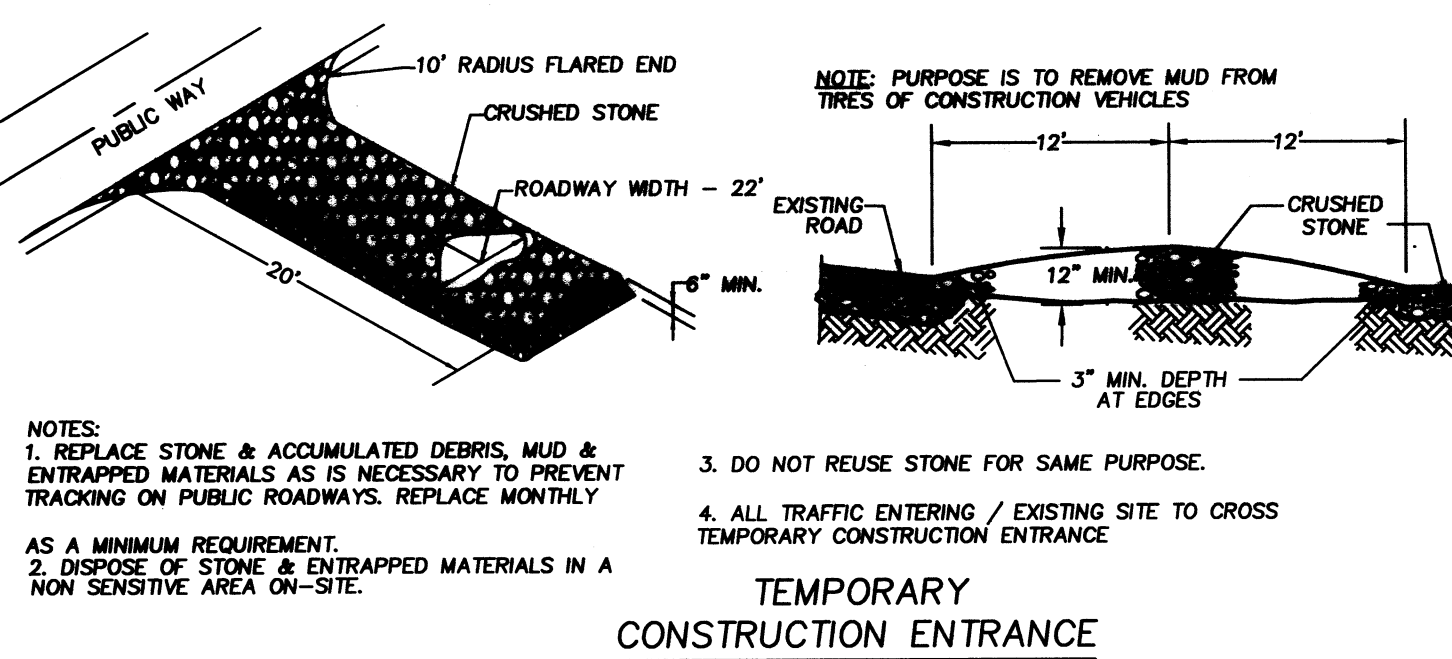 10' RADIUS FLARED END
CRUSHED STONE
PUBLIC WAY
ROADWAY WIDTH - 22'
20'
6" MIN.
NOTE: PURPOSE IS TO REMOVE MUD FROM
TIRES OF CONSTRUCTION VEHICLES
12'
12'
EXISTING
ROAD
CRUSHED
STONE
12" MIN.
3" MIN. DEPTH
AT EDGES
NOTES:
1. REPLACE STONE & ACCUMULATED DEBRIS, MUD &
ENTRAPPED MATERIALS AS IS NECESSARY TO PREVENT
TRACKING ON PUBLIC ROADWAYS. REPLACE MONTHLY
AS A MINIMUM REQUIREMENT.
2. DISPOSE OF STONE & ENTRAPPED MATERIALS IN A
NON SENSITIVE AREA ON-SITE.
3. DO NOT REUSE STONE FOR SAME PURPOSE.
4. ALL TRAFFIC ENTERING / EXISTING SITE TO CROSS
TEMPORARY CONSTRUCTION ENTRANCE
TEMPORARY
CONSTRUCTION ENTRANCE